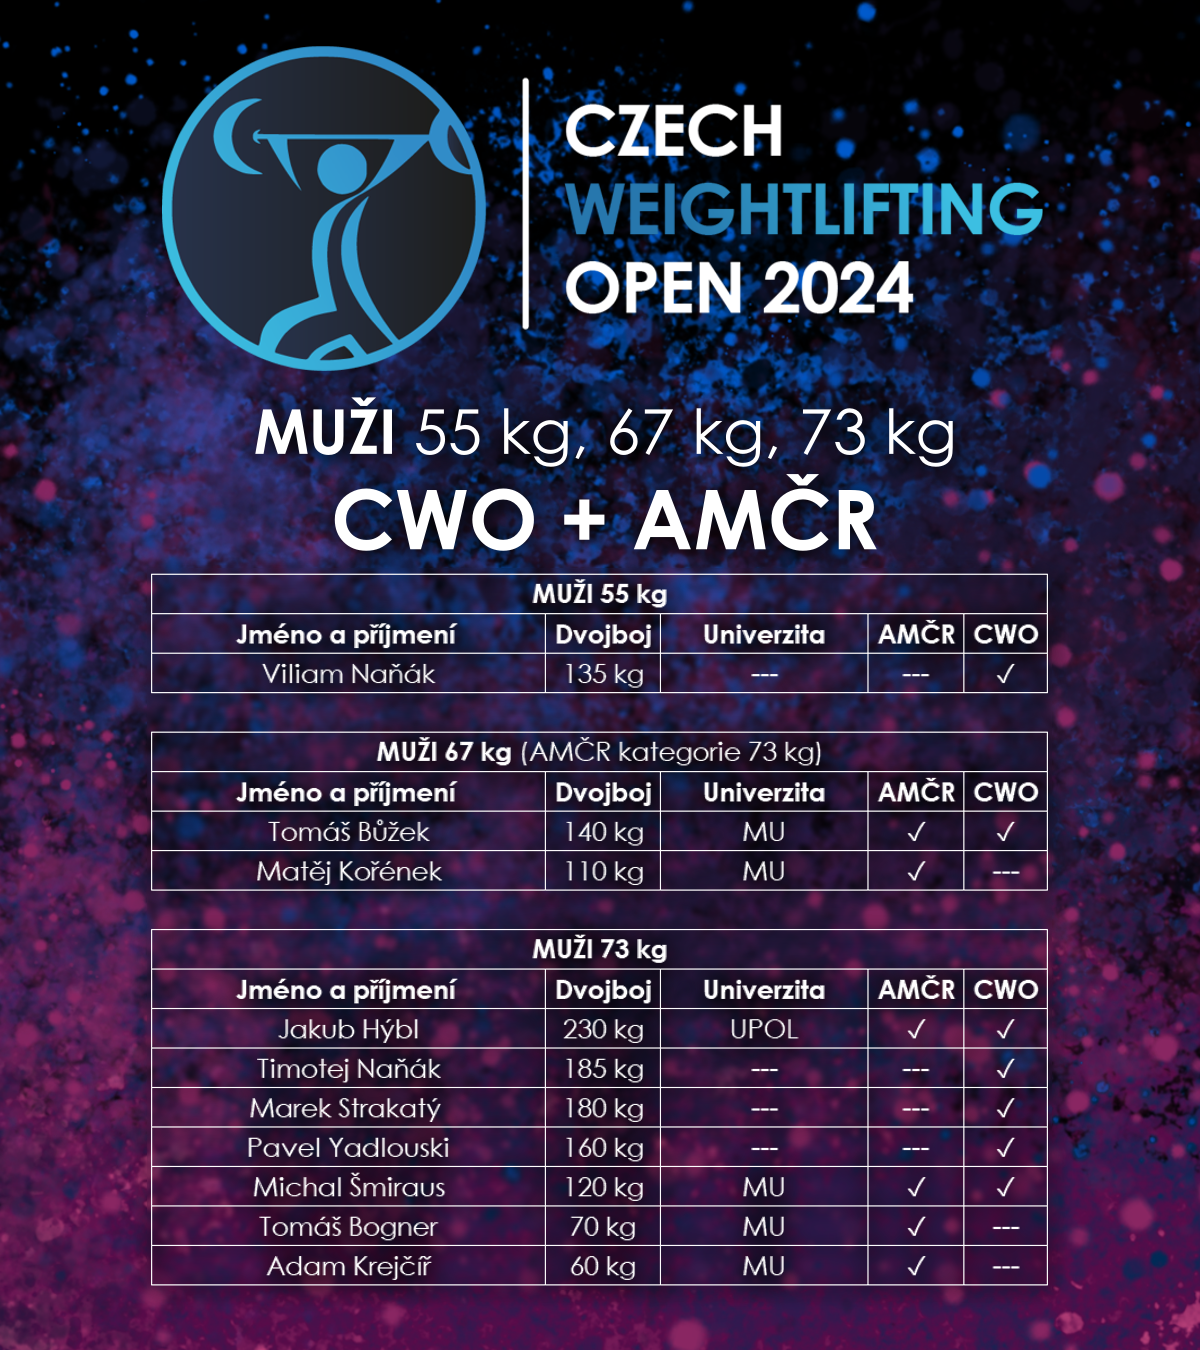 CZECH
WEIGHTLIFTING
OPEN 2024
MUŽI 55 kg, 67 kg, 73 kg
CWO + AMČR
MUŽI 55 kg
Jméno a příjmení Dvojboj Univerzita AMČR CWO
Viliam Naňák 135 kg --- --- ✓
MUŽI 67 kg (AMČR kategorie 73 kg)
Jméno a příjmení Dvojboj Univerzita AMČR CWO
Tomáš Bůžek 140 kg MU ✓ ✓
Matěj Kořének 110 kg MU ✓ ---
MUŽI 73 kg
Jméno a příjmení Dvojboj Univerzita AMČR CWO
Jakub Hýbl 230 kg UPOL ✓ ✓
Timotej Naňák 185 kg --- --- ✓
Marek Strakatý 180 kg --- --- ✓
Pavel Yadlouski 160 kg --- --- ✓
Michal Šmiraus 120 kg MU ✓ ✓
Tomáš Bogner 70 kg MU ✓ ---
Adam Krejčíř 60 kg MU ✓ ---